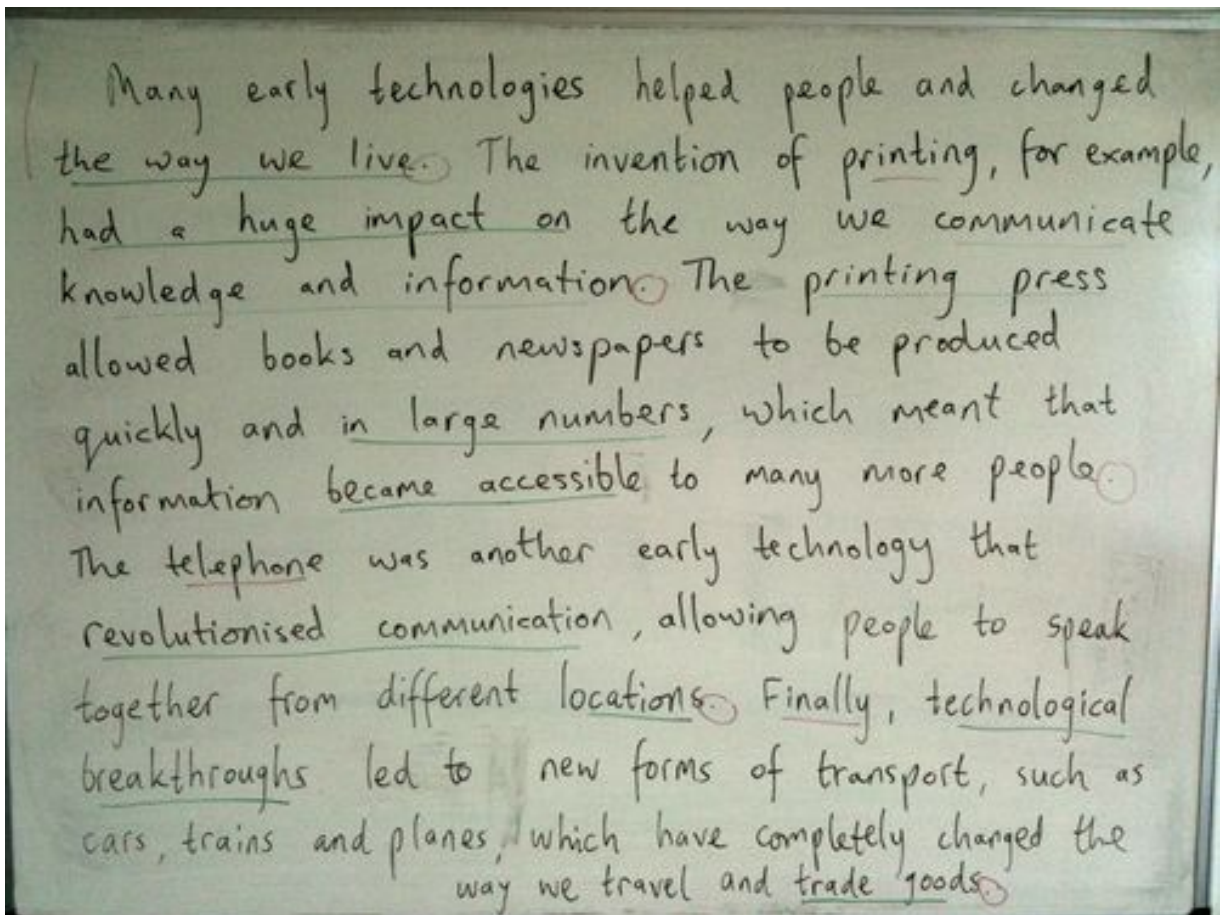 Many early technologies helped people and changed
the way we live. The invention of printing, for example,
had a huge impact on the way we communicate
knowledge and information. The printing press
allowed books and newspapers to be produced
quickly and in large numbers, which meant that
information became accessible to many more people.
The telephone was another early technology that
revolutionised communication, allowing people to speak
together from different locations. Finally, technological
breakthroughs led to new forms of transport, such as
cars, trains and planes, which have completely changed the
way we travel and trade goods.